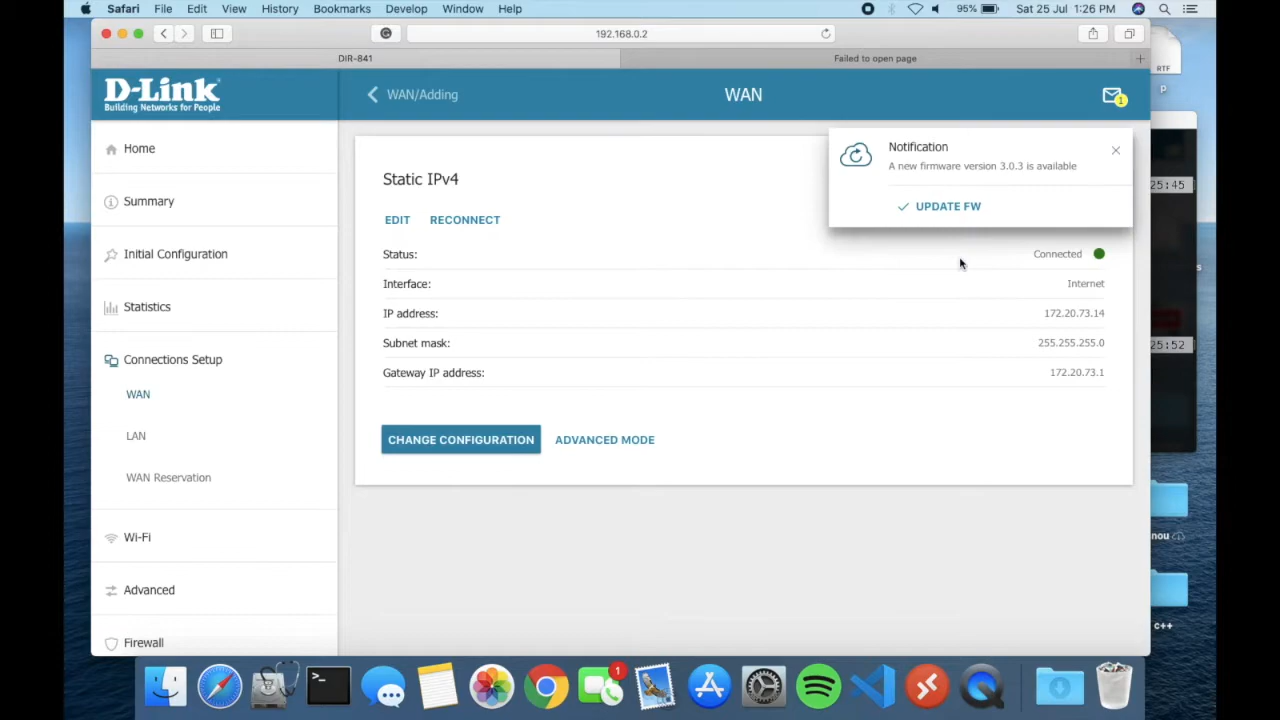 Safari File Edit View History Bookmarks Develop Window Help 95% Sat 25 Jul 1:26 PM
192.168.0.2
DIR-841 Failed to open page
D-Link
Building Networks for People
WAN/Adding WAN 1
Home
Summary
Initial Configuration
Statistics
Connections Setup
WAN
LAN
WAN Reservation
Wi-Fi
Advanced
Firewall
Notification
A new firmware version 3.0.3 is available
UPDATE FW
Static IPv4
EDIT RECONNECT
Status: Connected
Interface: Internet
IP address: 172.20.73.14
Subnet mask: 255.255.255.0
Gateway IP address: 172.20.73.1
CHANGE CONFIGURATION ADVANCED MODE
RTF
p
25:45
s
25:52
nou
c++
>_
1